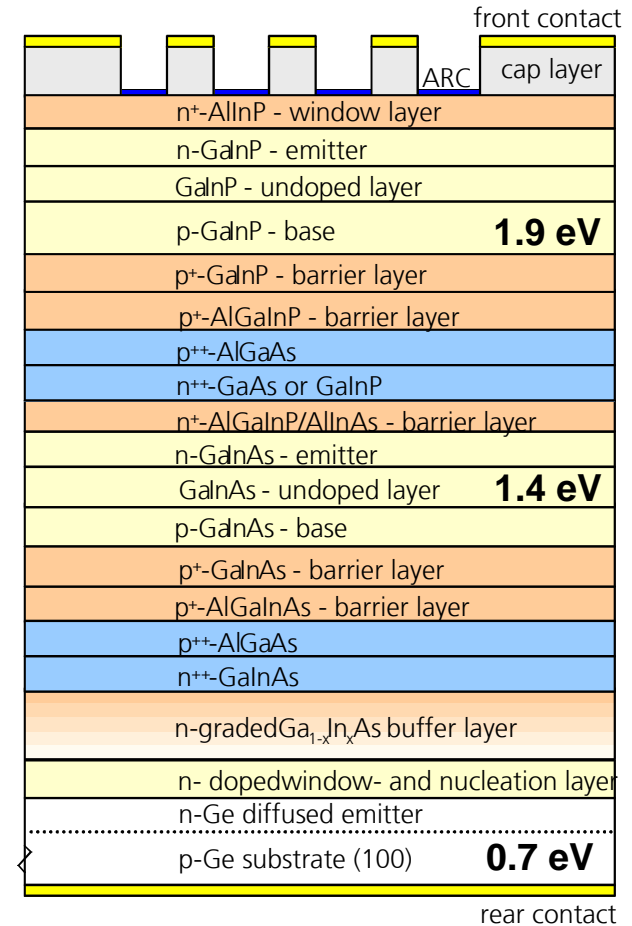 front contact
cap layer
ARC
n⁺-AlInP - window layer
n-GaInP - emitter
GaInP - undoped layer
p-GaInP - base 1.9 eV
p⁺-GaInP - barrier layer
p⁺-AlGaInP - barrier layer
p⁺⁺-AlGaAs
n⁺⁺-GaAs or GaInP
n⁺-AlGaInP/AlInAs - barrier layer
n-GaInAs - emitter
GaInAs - undoped layer 1.4 eV
p-GaInAs - base
p⁺-GaInAs - barrier layer
p⁺-AlGaInAs - barrier layer
p⁺⁺-AlGaAs
n⁺⁺-GaInAs
n-gradedGa₁₋ₓInₓAs buffer layer
n- dopedwindow- and nucleation layer
n-Ge diffused emitter
p-Ge substrate (100) 0.7 eV
rear contact